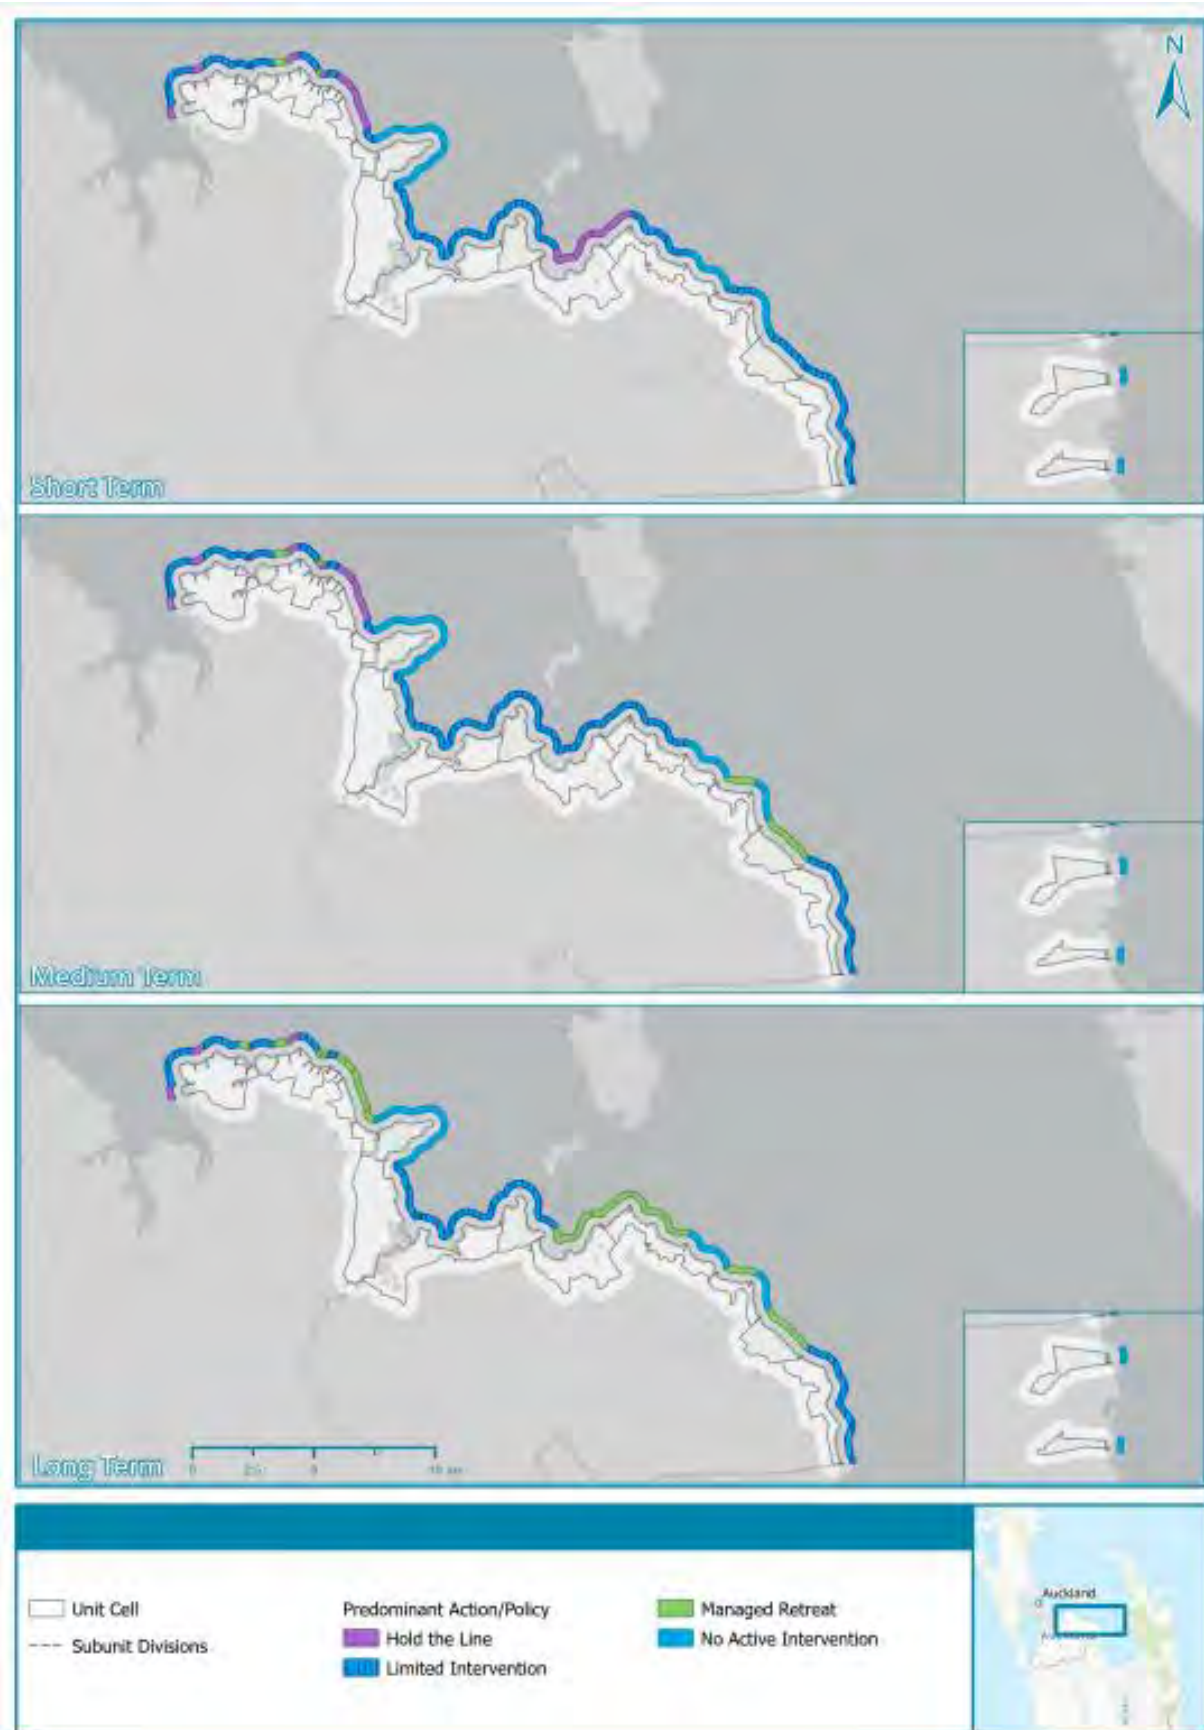 N
Short Term
Medium Term
Long Term
0
Unit Cell
Subunit Divisions
Predominant Action/Policy
Hold the Line
Limited Intervention
Managed Retreat
No Active Intervention
Auckland